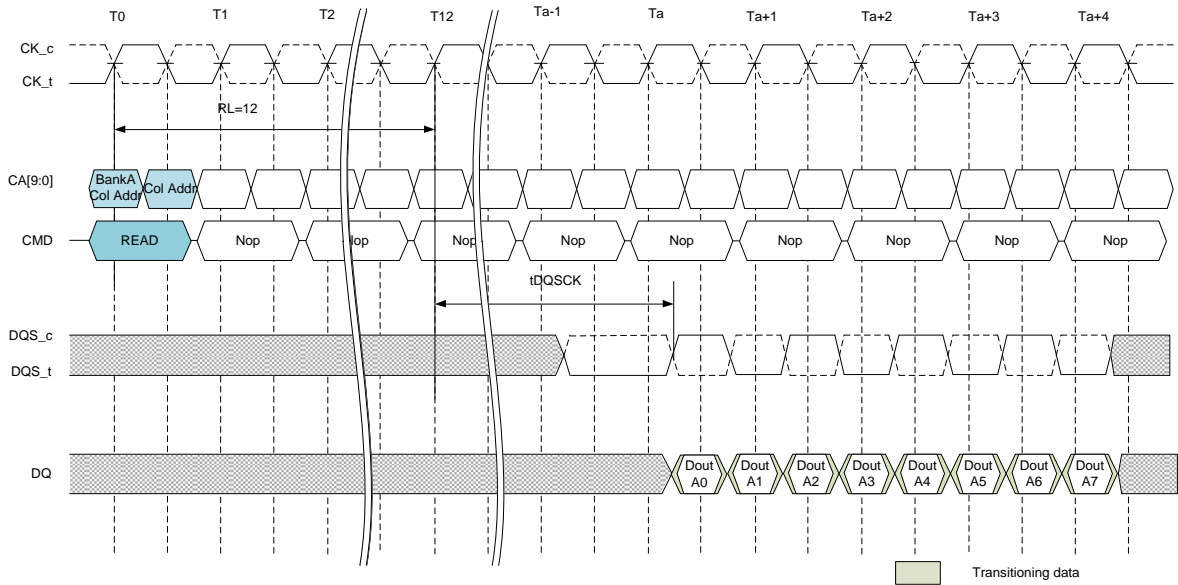 T0 T1 T2 T12 Ta-1 Ta Ta+1 Ta+2 Ta+3 Ta+4
CK_c
CK_t
RL=12
CA[9:0]
BankA
Col Addr
Col Addr
CMD
READ Nop Nop Nop Nop Nop Nop Nop Nop Nop
tDQSCK
DQS_c
DQS_t
DQ
Dout
A0
Dout
A1
Dout
A2
Dout
A3
Dout
A4
Dout
A5
Dout
A6
Dout
A7
Transitioning data